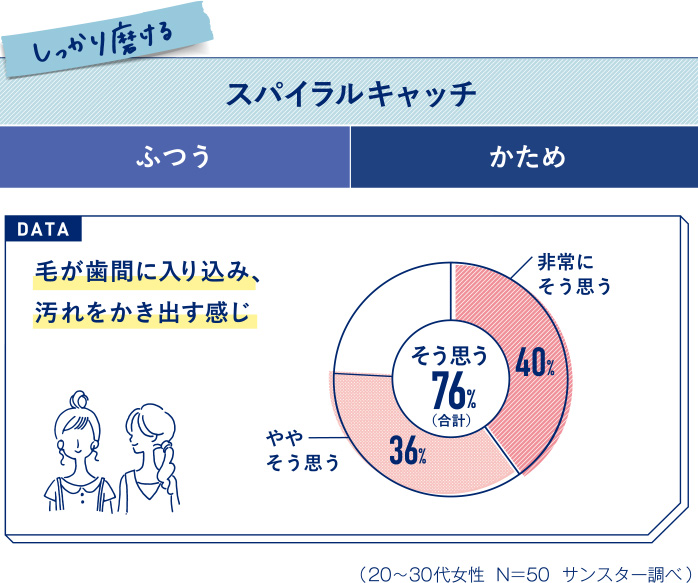 しっかり磨ける
スパイラルキャッチ
ふつう
かため
DATA
毛が歯間に入り込み、
汚れをかき出す感じ
非常に
そう思う
40%
そう思う
76%
（合計）
36%
やや
そう思う
（20〜30代女性 N=50 サンスター調べ）